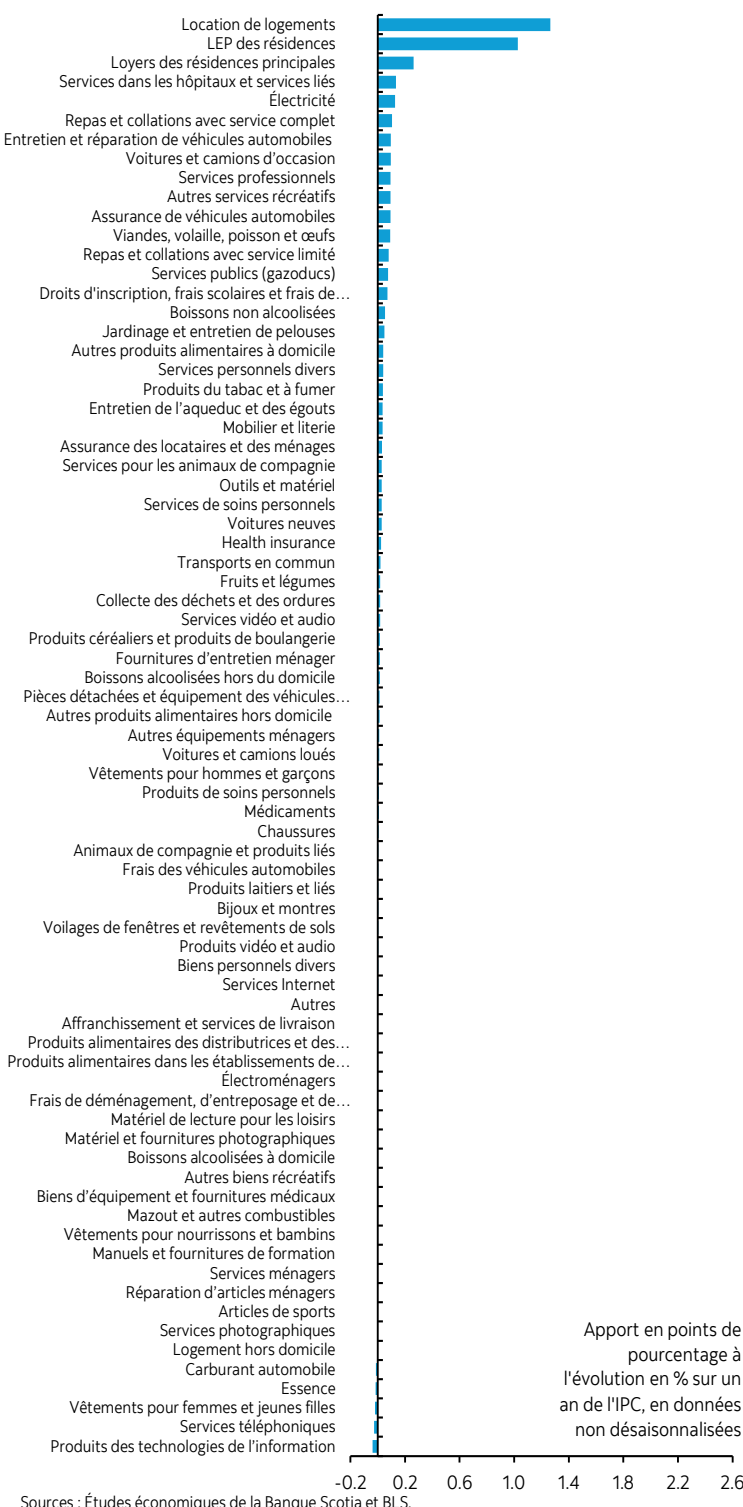 Location de logements
LEP des résidences
Loyers des résidences principales
Services dans les hôpitaux et services liés
Électricité
Repas et collations avec service complet
Entretien et réparation de véhicules automobiles
Voitures et camions d'occasion
Services professionnels
Autres services récréatifs
Assurance de véhicules automobiles
Viandes, volaille, poisson et œufs
Repas et collations avec service limité
Services publics (gazoducs)
Droits d'inscription, frais scolaires et frais de…
Boissons non alcoolisées
Jardinage et entretien de pelouses
Autres produits alimentaires à domicile
Services personnels divers
Produits du tabac et à fumer
Entretien de l'aqueduc et des égouts
Mobilier et literie
Assurance des locataires et des ménages
Services pour les animaux de compagnie
Outils et matériel
Services de soins personnels
Voitures neuves
Health insurance
Transports en commun
Fruits et légumes
Collecte des déchets et des ordures
Services vidéo et audio
Produits céréaliers et produits de boulangerie
Fournitures d'entretien ménager
Boissons alcoolisées hors du domicile
Pièces détachées et équipement des véhicules…
Autres produits alimentaires hors domicile
Autres équipements ménagers
Voitures et camions loués
Vêtements pour hommes et garçons
Produits de soins personnels
Médicaments
Chaussures
Animaux de compagnie et produits liés
Frais des véhicules automobiles
Produits laitiers et liés
Bijoux et montres
Voilages de fenêtres et revêtements de sols
Produits vidéo et audio
Biens personnels divers
Services Internet
Autres
Affranchissement et services de livraison
Produits alimentaires des distributrices et des…
Produits alimentaires dans les établissements de…
Électroménagers
Frais de déménagement, d'entreposage et de…
Matériel de lecture pour les loisirs
Matériel et fournitures photographiques
Boissons alcoolisées à domicile
Autres biens récréatifs
Biens d'équipement et fournitures médicaux
Mazout et autres combustibles
Vêtements pour nourrissons et bambins
Manuels et fournitures de formation
Services ménagers
Réparation d'articles ménagers
Articles de sports
Services photographiques
Logement hors domicile
Carburant automobile
Essence
Vêtements pour femmes et jeunes filles
Services téléphoniques
Produits des technologies de l'information
Apport en points de
pourcentage à
l'évolution en % sur un
an de l'IPC, en données
non désaisonnalisées
-0.2 0.2 0.6 1.0 1.4 1.8 2.2 2.6
Sources : Études économiques de la Banque Scotia et BLS.